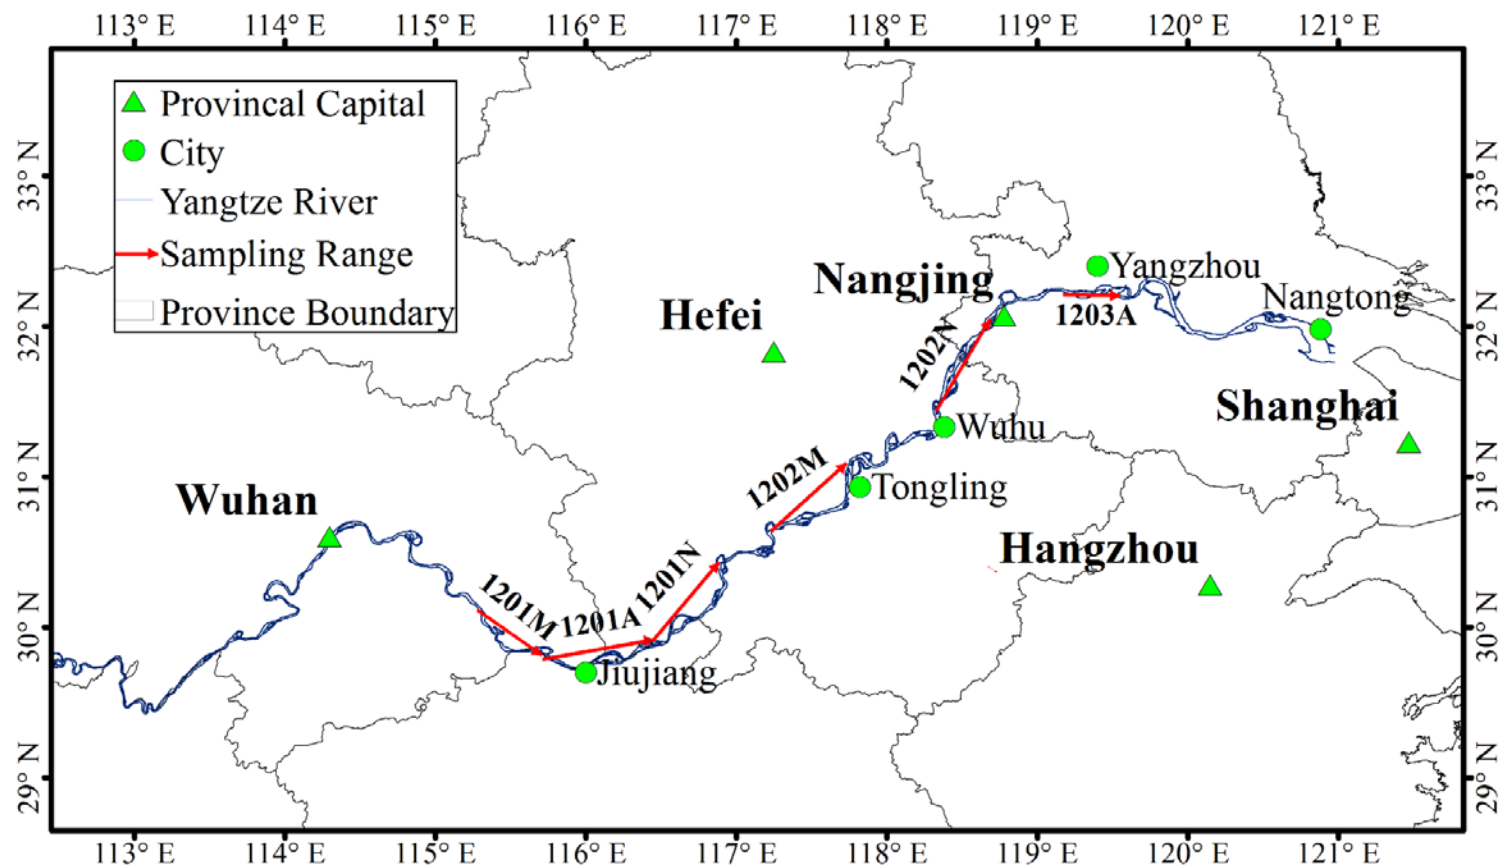 113° E 114° E 115° E 116° E 117° E 118° E 119° E 120° E 121° E
Provincal Capital
City
Yangtze River
Sampling Range
Province Boundary
33° N
33° N
32° N
32° N
31° N
31° N
30° N
30° N
29° N
29° N
Nangjing
Yangzhou
Nangtong
Hefei
1203A
1202N
Shanghai
Wuhu
1202M
Tongling
Wuhan
Hangzhou
1201N
1201M
1201A
Jiujiang
113° E 114° E 115° E 116° E 117° E 118° E 119° E 120° E 121° E